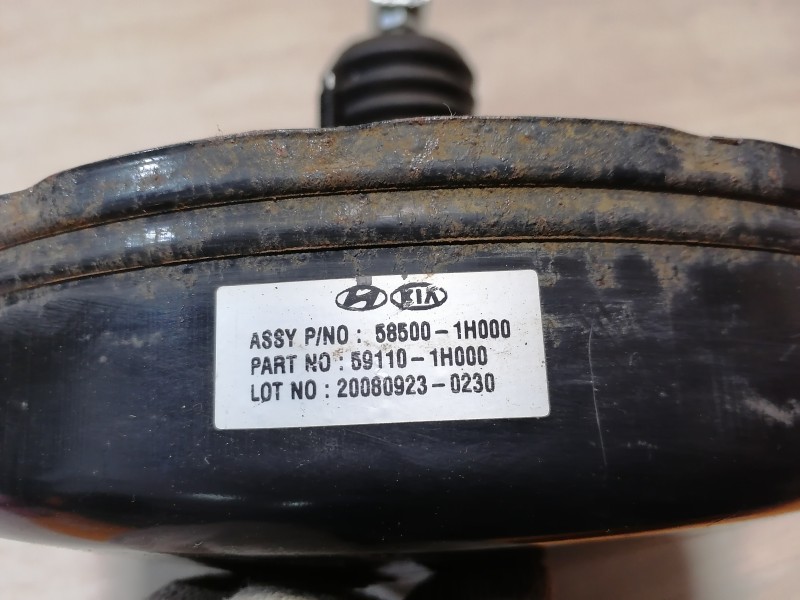 KIA
ASSY P/NO : 58500-1H000
PART NO : 59110-1H000
LOT NO : 20080923-0230